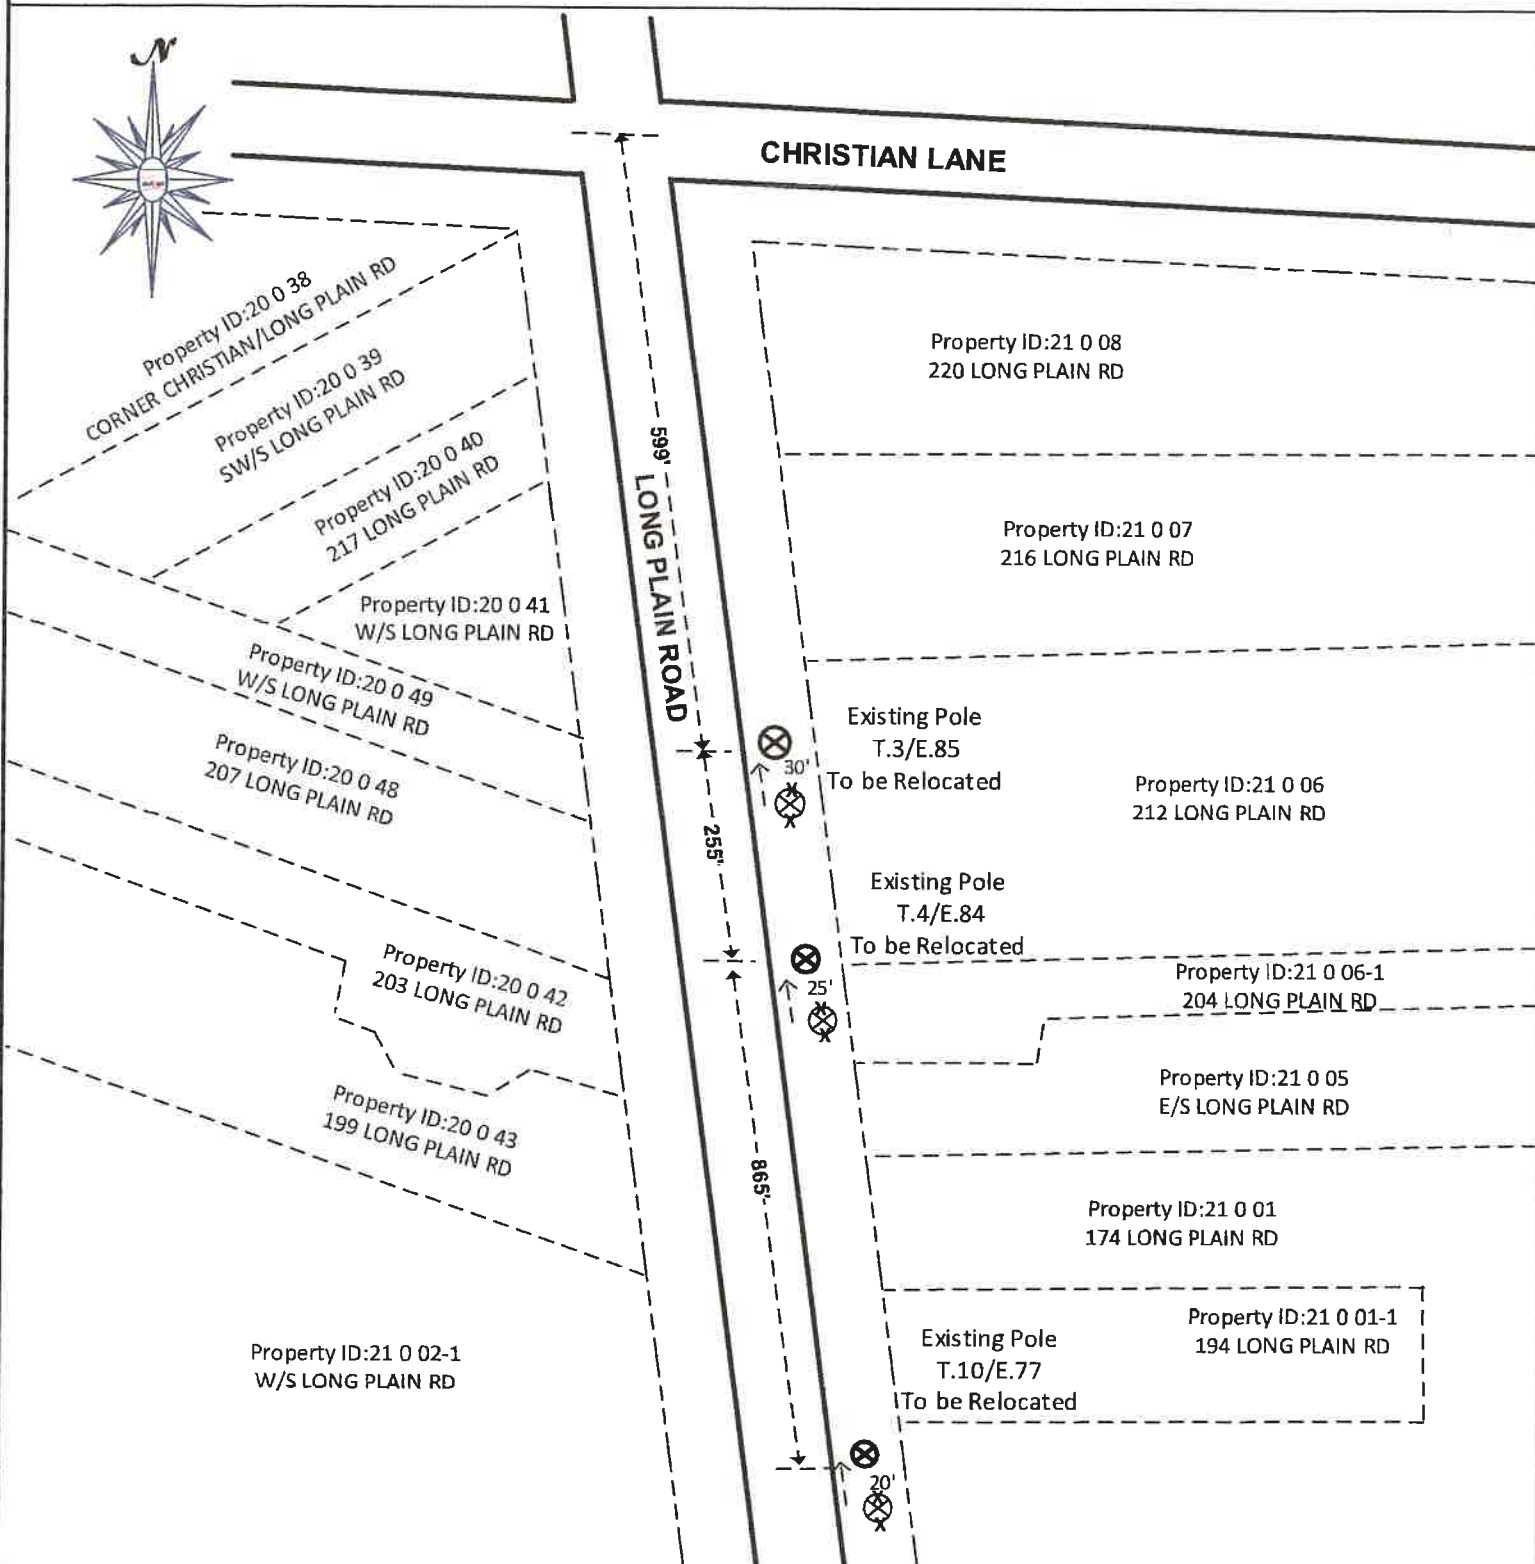 N
CHRISTIAN LANE
Property ID:20 0 38
CORNER CHRISTIAN/LONG PLAIN RD
Property ID:20 0 39
SW/S LONG PLAIN RD
Property ID:20 0 40
217 LONG PLAIN RD
Property ID:20 0 41
W/S LONG PLAIN RD
Property ID:20 0 49
W/S LONG PLAIN RD
Property ID:20 0 48
207 LONG PLAIN RD
Property ID:20 0 42
203 LONG PLAIN RD
Property ID:20 0 43
199 LONG PLAIN RD
Property ID:21 0 02-1
W/S LONG PLAIN RD
599'
LONG PLAIN ROAD
255'
865'
Property ID:21 0 08
220 LONG PLAIN RD
Property ID:21 0 07
216 LONG PLAIN RD
Existing Pole
T.3/E.85
To be Relocated
30'
Property ID:21 0 06
212 LONG PLAIN RD
Existing Pole
T.4/E.84
To be Relocated
25'
Property ID:21 0 06-1
204 LONG PLAIN RD
Property ID:21 0 05
E/S LONG PLAIN RD
Property ID:21 0 01
174 LONG PLAIN RD
Property ID:21 0 01-1
194 LONG PLAIN RD
Existing Pole
T.10/E.77
To be Relocated
20'